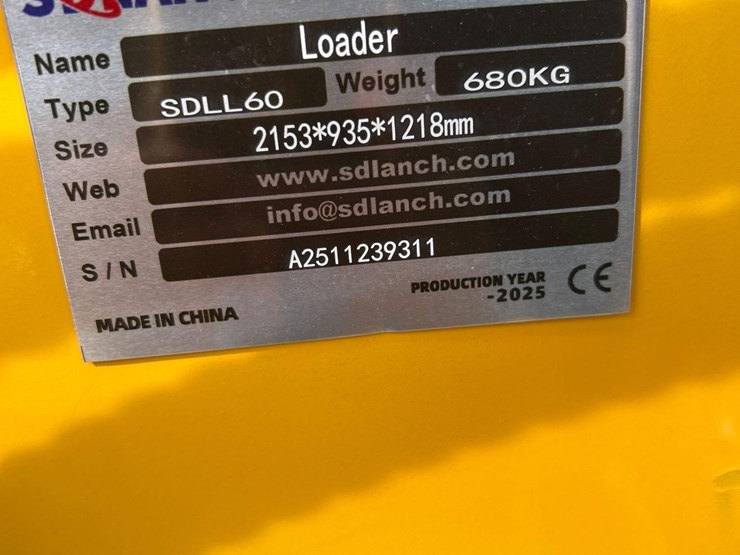 Name Loader
Type SDLL60 Weight 680KG
Size 2153*935*1218mm
Web www.sdlanch.com
Email info@sdlanch.com
S/N A2511239311
PRODUCTION YEAR
-2025 CE
MADE IN CHINA